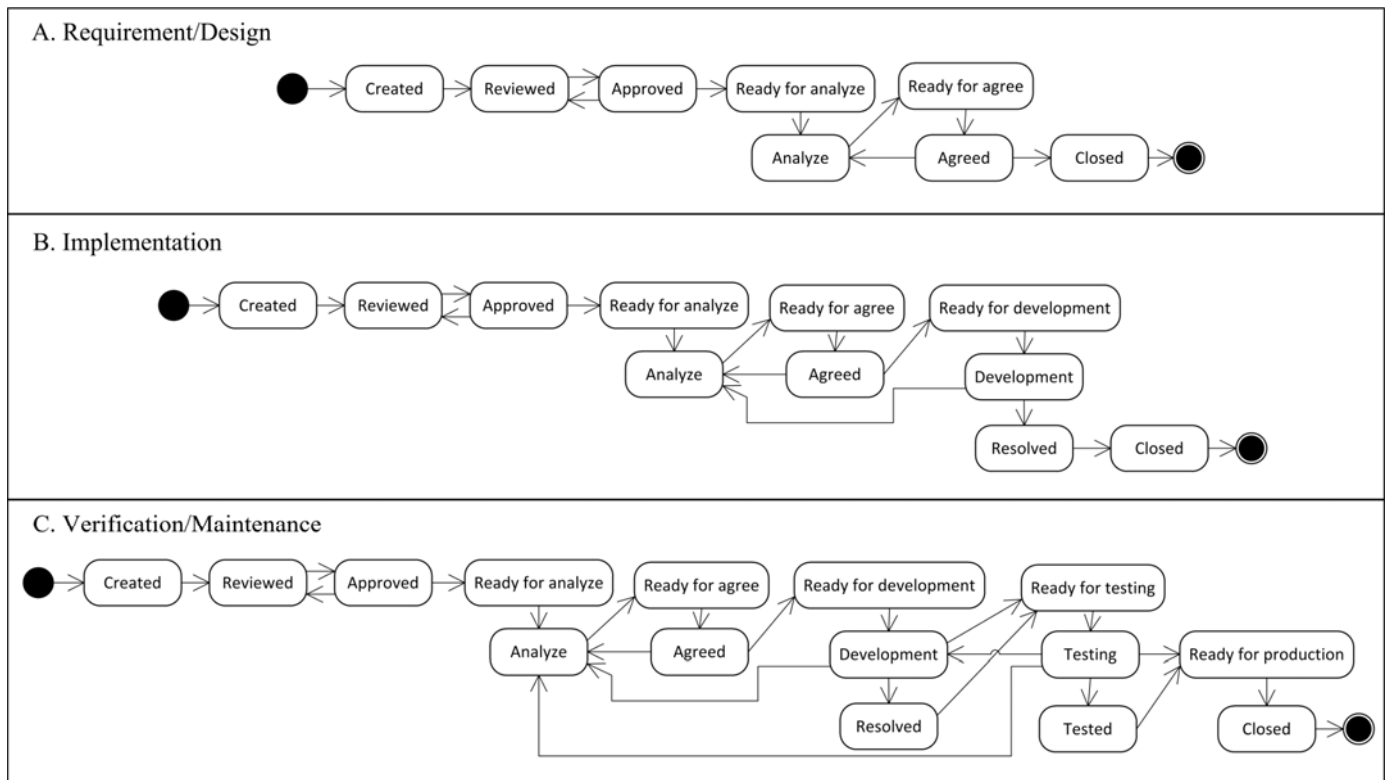 A. Requirement/Design
Created
Reviewed
Approved
Ready for analyze
Ready for agree
Analyze
Agreed
Closed
B. Implementation
Created
Reviewed
Approved
Ready for analyze
Ready for agree
Ready for development
Analyze
Agreed
Development
Resolved
Closed
C. Verification/Maintenance
Created
Reviewed
Approved
Ready for analyze
Ready for agree
Ready for development
Ready for testing
Analyze
Agreed
Development
Testing
Ready for production
Resolved
Tested
Closed